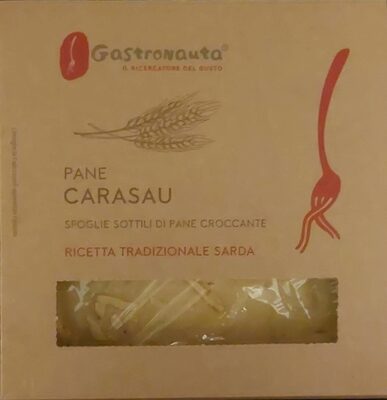 Gastronauta®
IL RICERCATORE DEL GUSTO
PANE
CARASAU
SFOGLIE SOTTILI DI PANE CROCCANTE
RICETTA TRADIZIONALE SARDA